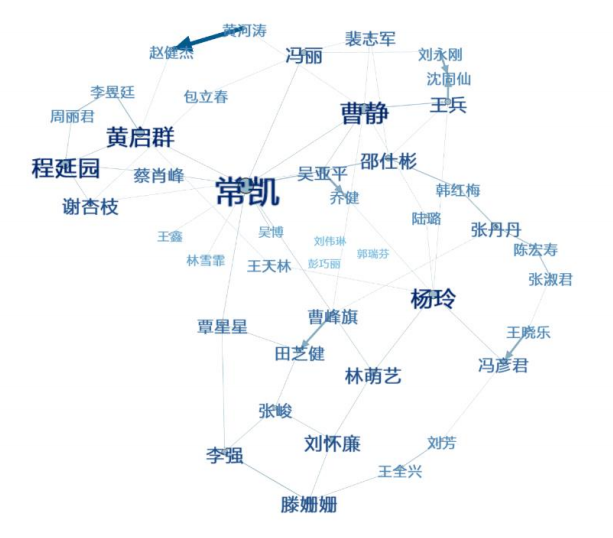 黄河涛
裴志军
赵健杰
冯丽
刘永刚
沈固仙
李昱廷
包立春
王兵
周丽君
曹静
黄启群
程延园
蔡肖峰
吴亚平
邵仕彬
常凯
乔健
韩红梅
谢杏枝
陆璐
张丹丹
王鑫
吴博
刘伟琳
陈宏寿
林雪霏
王天林
彭巧丽
郭瑞芬
张淑君
杨玲
曹峰旗
覃星星
王晓乐
田芝健
冯彦君
林萌艺
张峻
刘怀廉
刘芳
李强
王全兴
滕姗姗